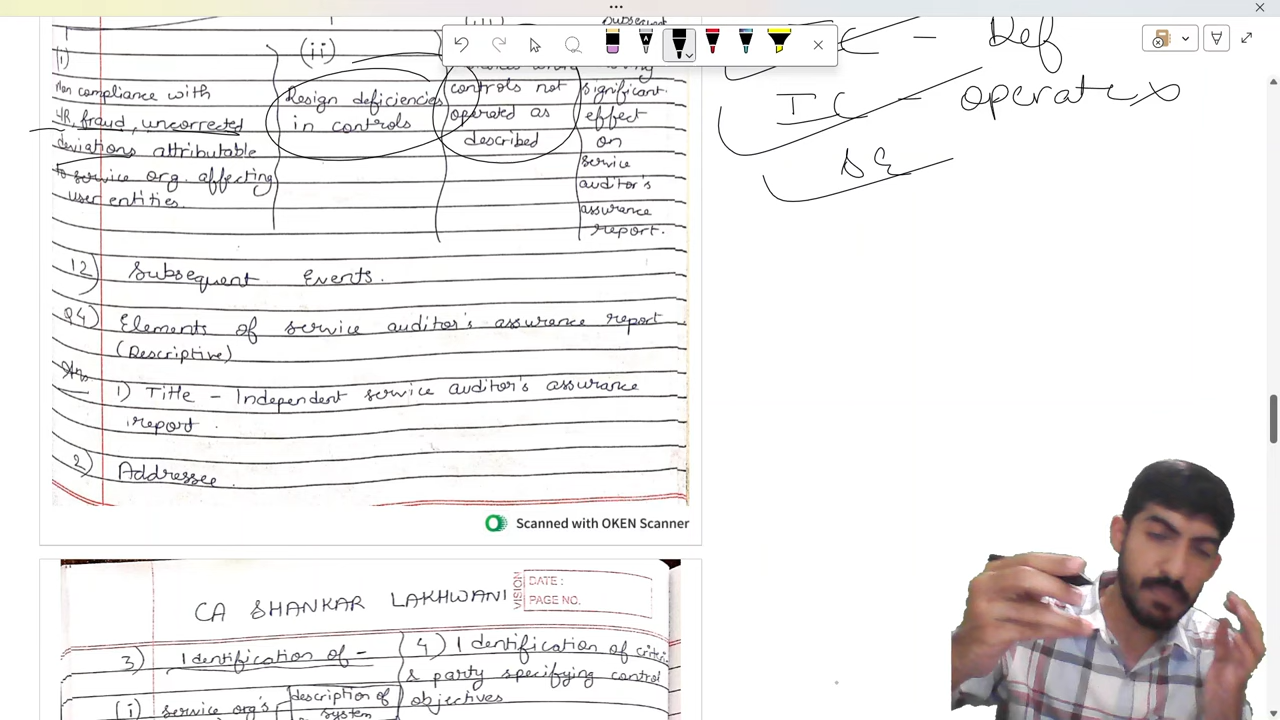 (ii)
(i)
Non compliance with
L/R, fraud, uncorrected
deviations attributable
to service org. affecting
user entities.
Design deficiencies
in controls
controls not
operated as
described
significant
effect
on
service
auditor's
assurance
report.
C - Def
IC - operate x
SE
12) Subsequent Events.
Q4) Elements of service auditor's assurance report
(Descriptive)
Ans
1) Title - Independent service auditor's assurance
report.
2) Addressee.
Scanned with OKEN Scanner
VISION
DATE :
PAGE NO.
CA SHANKAR LAKHWANI
3) Identification of -
(i) service org's
description of
system
4) Identification of criteria
& party specifying control
objectives